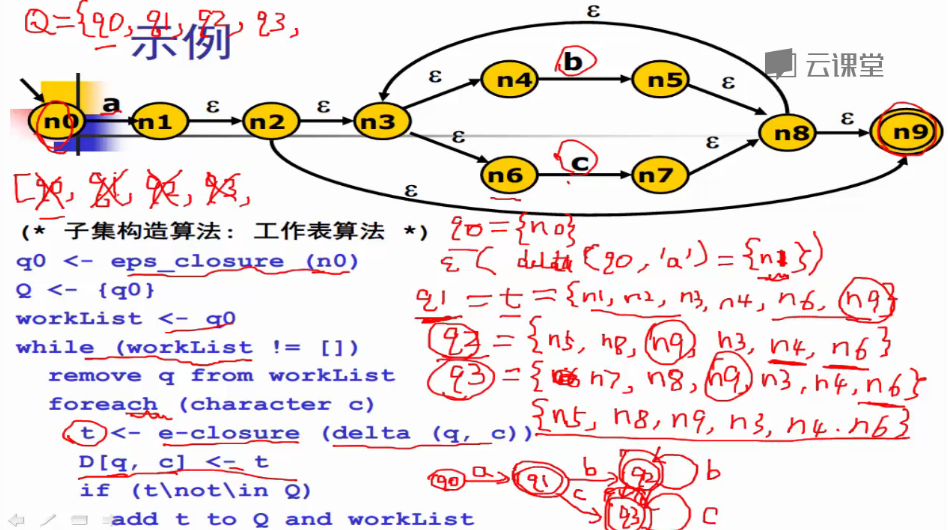 Q={q0, q1, q2, q3,
示例
云课堂
ε ε ε ε ε ε ε ε ε
a b c
n0 n1 n2 n3 n4 n5 n6 n7 n8 n9
[q0, q1, q2, q3,
(* 子集构造算法: 工作表算法 *)
q0 <- eps_closure (n0)
Q <- {q0}
workList <- q0
while (workList != [])
remove q from workList
foreach (character c)
t <- e-closure (delta (q, c))
D[q, c] <- t
if (t\not\in Q)
add t to Q and workList
q0={n0}
ε( delta(q0, 'a')={n1})
q1 = t = {n1, n2, n3, n4, n6, n9}
q2 = {n5, n8, n9, n3, n4, n6}
q3 = {n7, n8, n9, n3, n4, n6}
{n5, n8, n9, n3, n4. n6}
q0 a q1 b q2 b
c q3 c